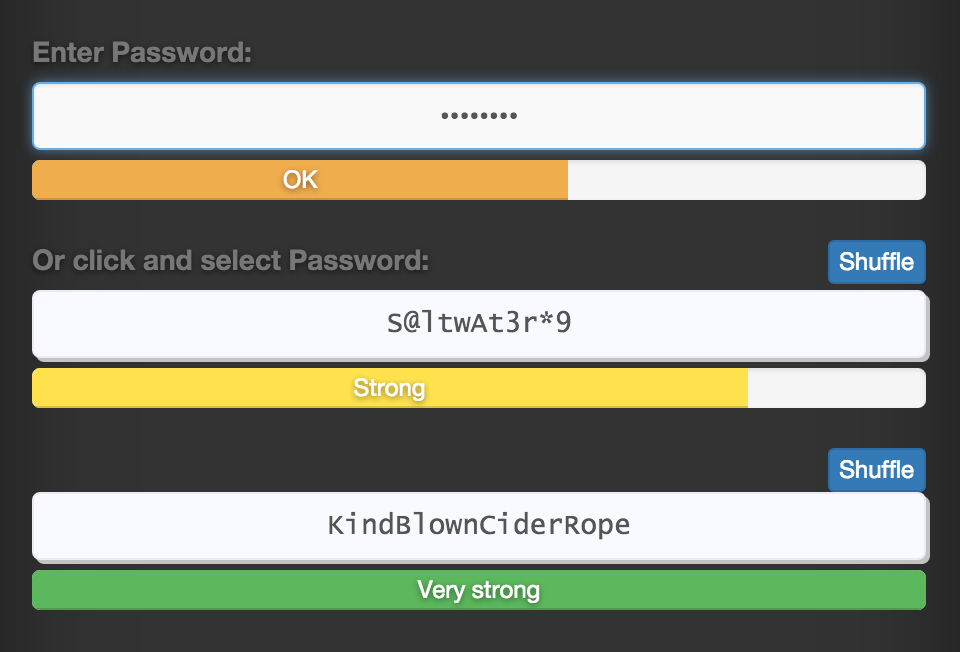 Enter Password:
••••••••
OK
Or click and select Password:
Shuffle
S@ltwAt3r*9
Strong
Shuffle
KindBlownCiderRope
Very strong